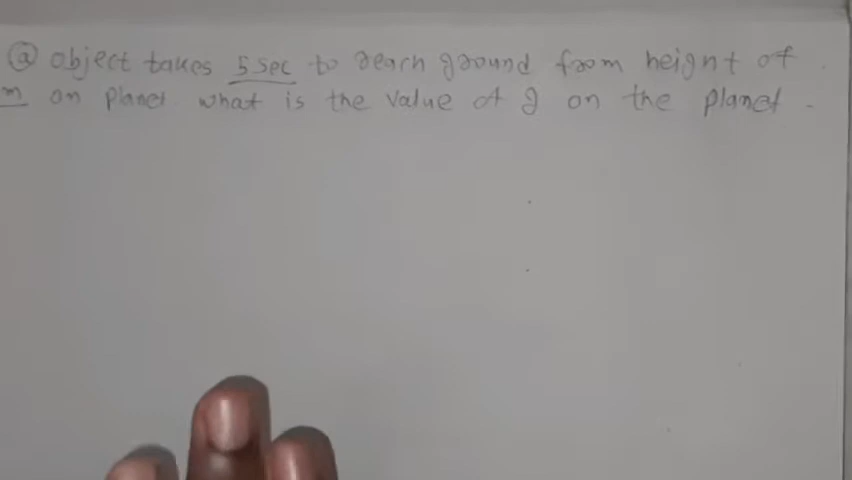 @ object takes 5 sec to reach ground from height of
m on planet what is the value of g on the planet -